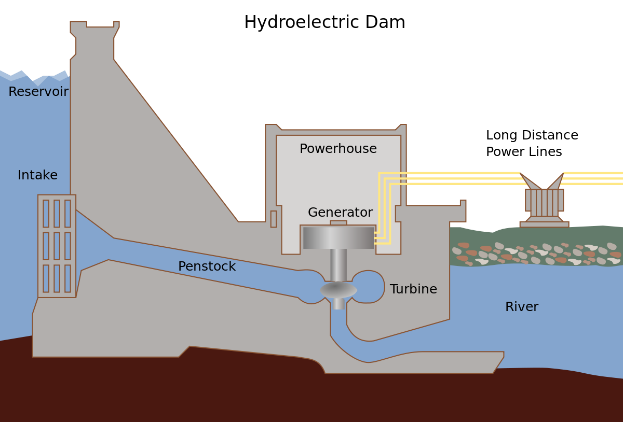 Hydroelectric Dam
Reservoir
Long Distance
Power Lines
Powerhouse
Intake
Generator
Penstock
Turbine
River